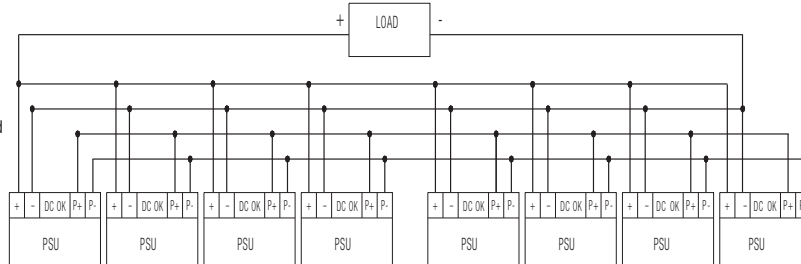 + LOAD -
d
+ - DC OK P+ P- + - DC OK P+ P- + - DC OK P+ P- + - DC OK P+ P- + - DC OK P+ P- + - DC OK P+ P- + - DC OK P+ P- + - DC OK P+
PSU PSU PSU PSU PSU PSU PSU PSU